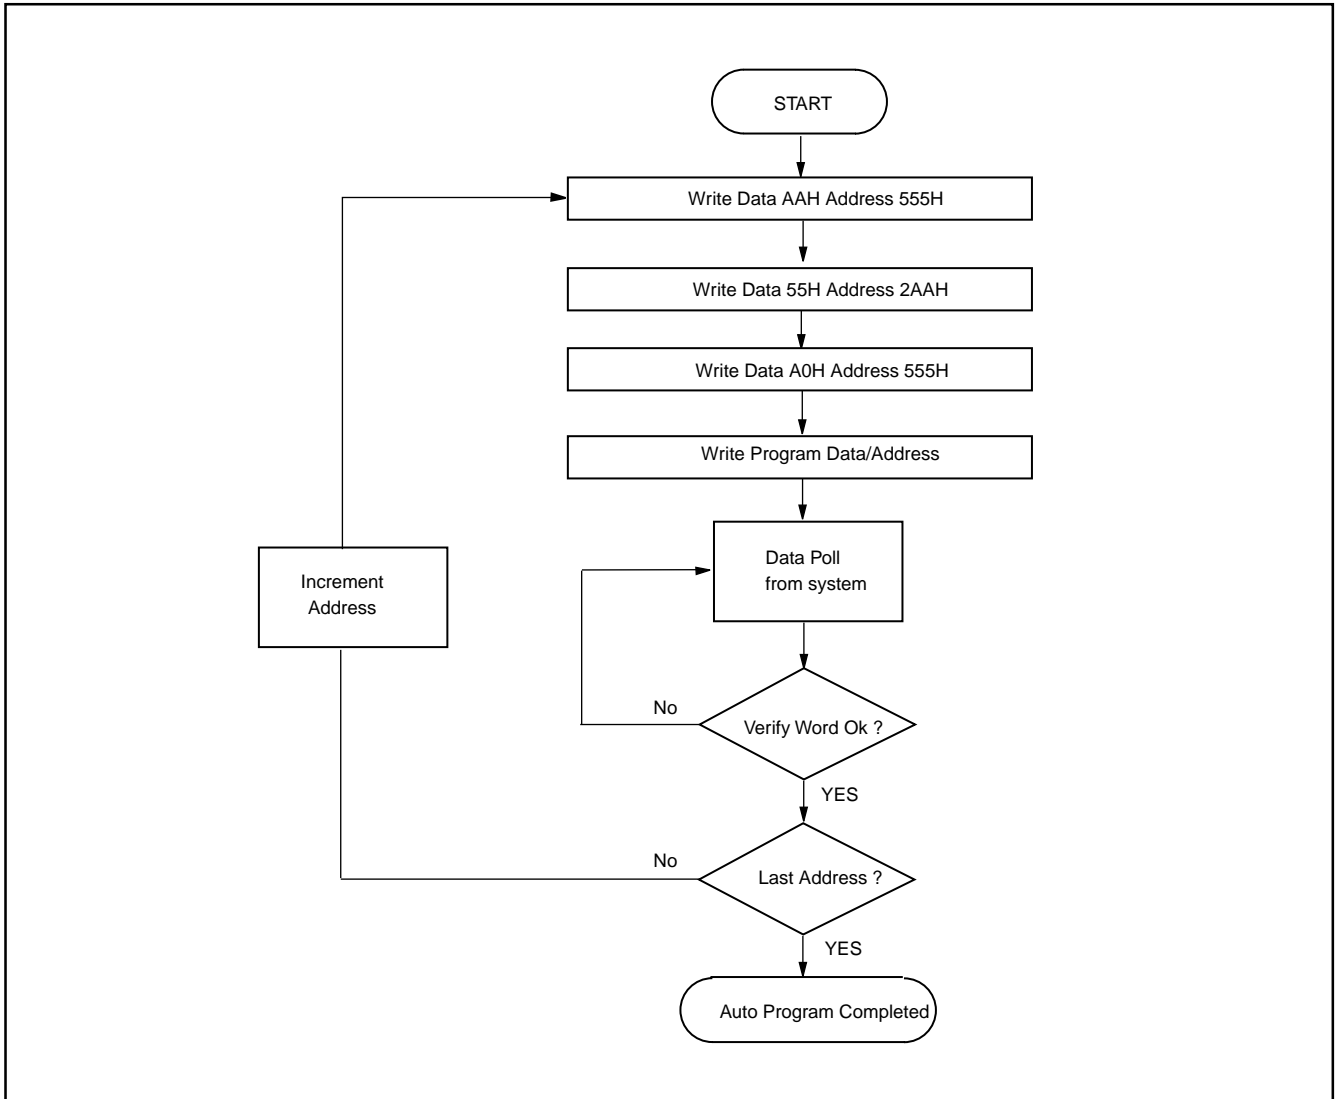 START
Write Data AAH Address 555H
Write Data 55H Address 2AAH
Write Data A0H Address 555H
Write Program Data/Address
Data Poll
from system
Increment
Address
No
Verify Word Ok ?
YES
No
Last Address ?
YES
Auto Program Completed